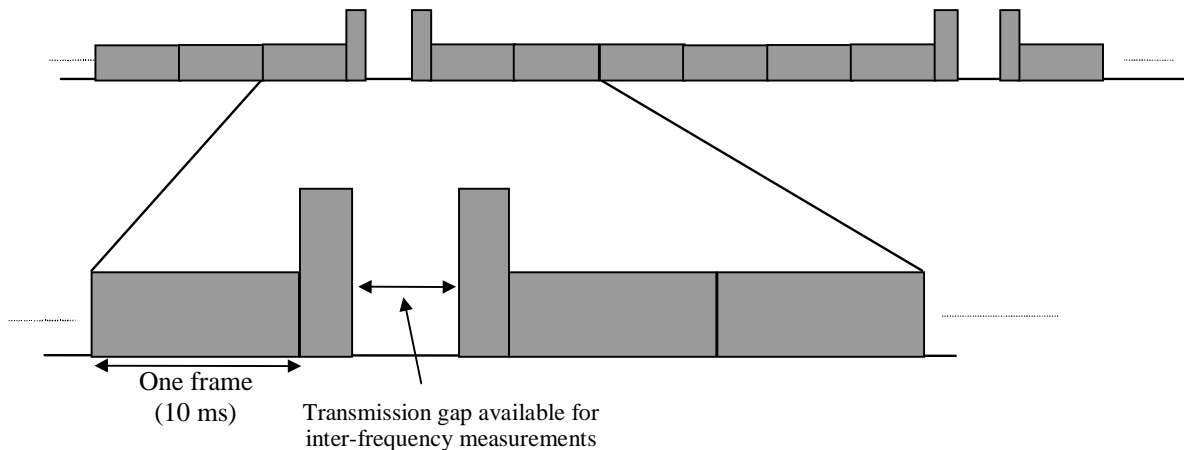 One frame
(10 ms)
Transmission gap available for
inter-frequency measurements